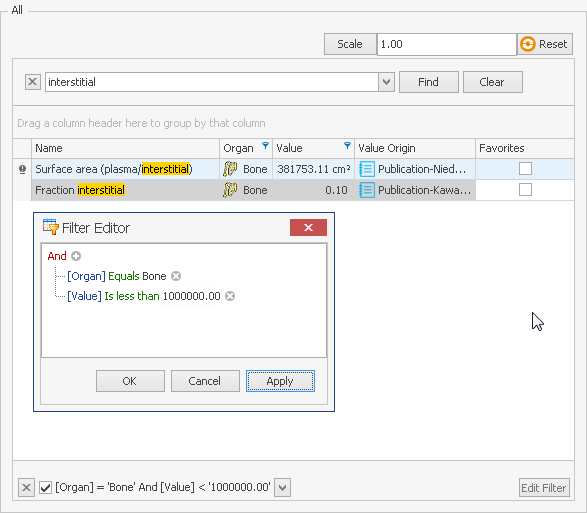 All
Scale 1.00 Reset
interstitial Find Clear
Drag a column header here to group by that column
Name Organ Value Value Origin Favorites
Surface area (plasma/interstitial) Bone 381753.11 cm² Publication-Nied...
Fraction interstitial Bone 0.10 Publication-Kawa...
Filter Editor
And
[Organ] Equals Bone
[Value] Is less than 1000000.00
OK Cancel Apply
[Organ] = 'Bone' And [Value] < '1000000.00' Edit Filter